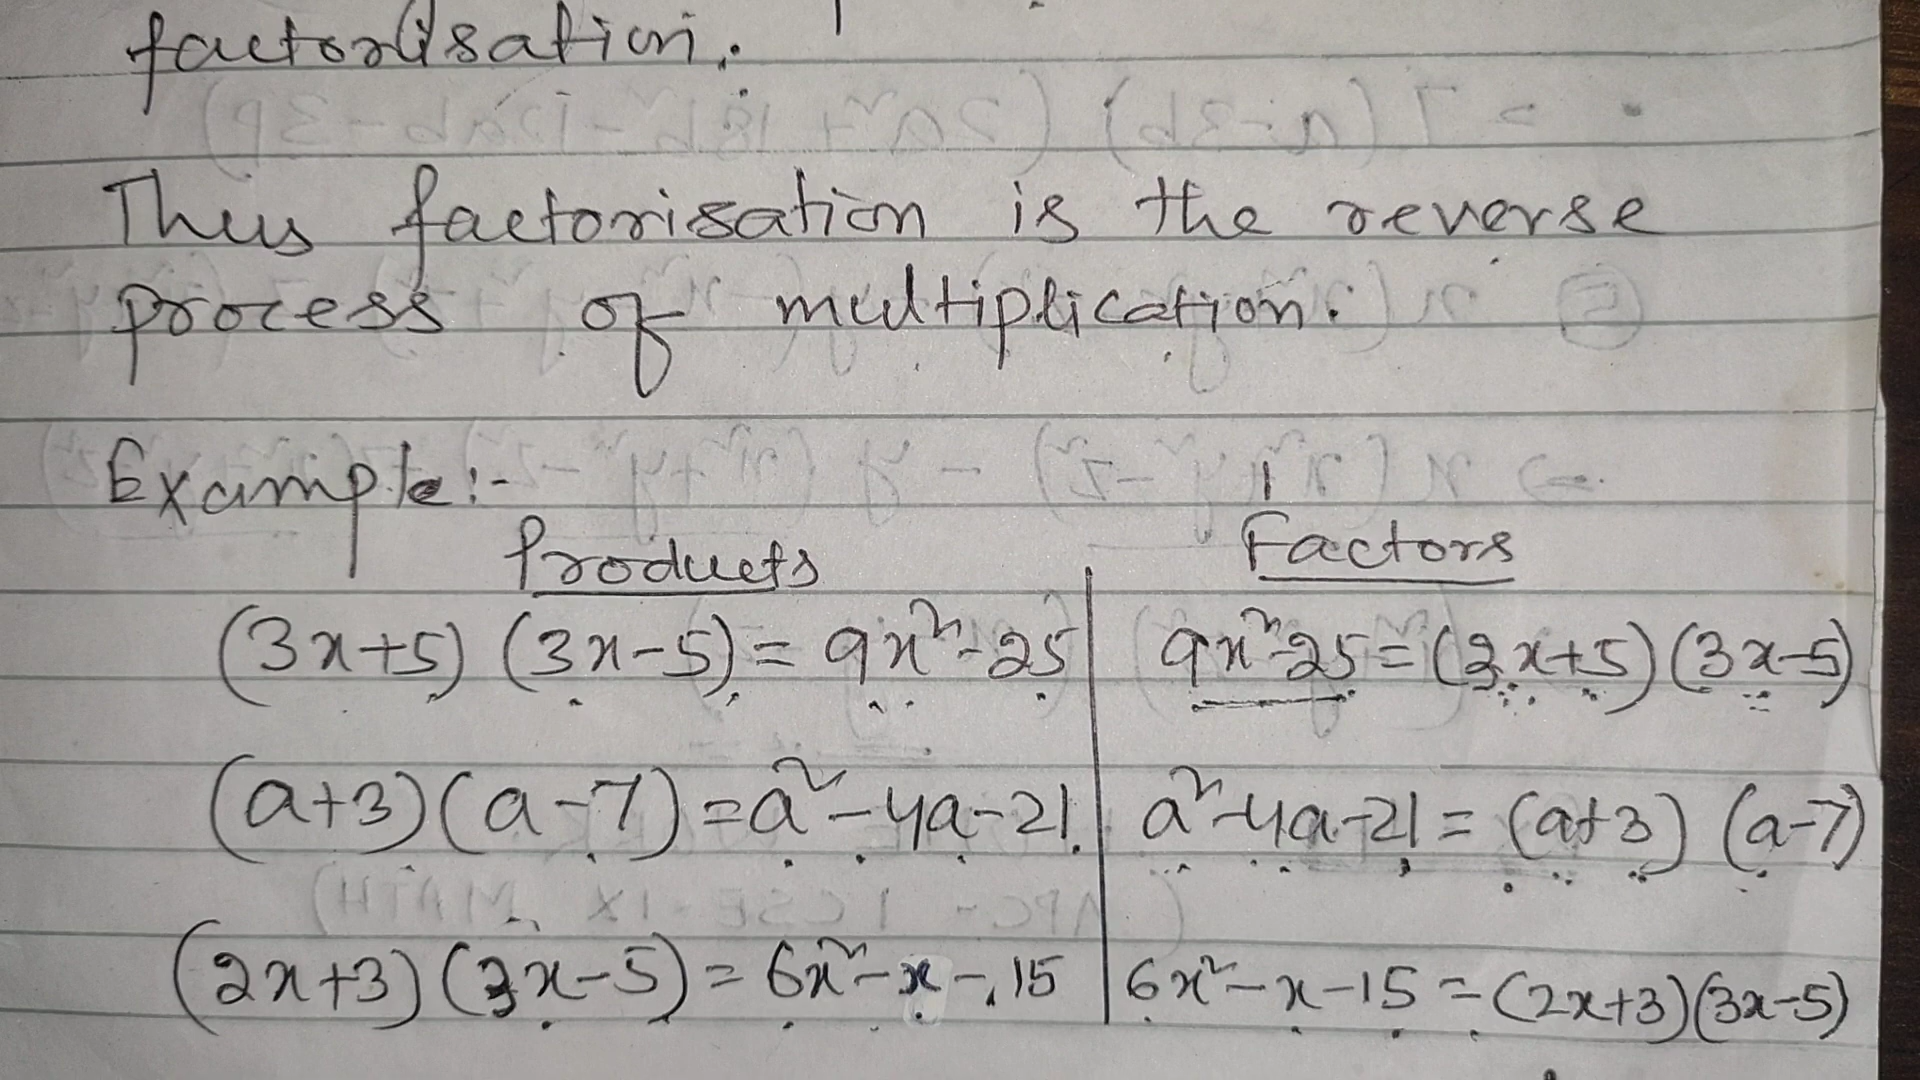 factorisation.
Thus factorisation is the reverse
process of multiplication.
Example:-
Products Factors
(3x+5) (3x-5) = 9x²-25 | 9x²-25 = (3x+5) (3x-5)
(a+3) (a-7) = a²-4a-21. | a²-4a-21 = (a+3) (a-7)
(2x+3) (3x-5) = 6x²-x-15 | 6x²-x-15 = (2x+3) (3x-5)